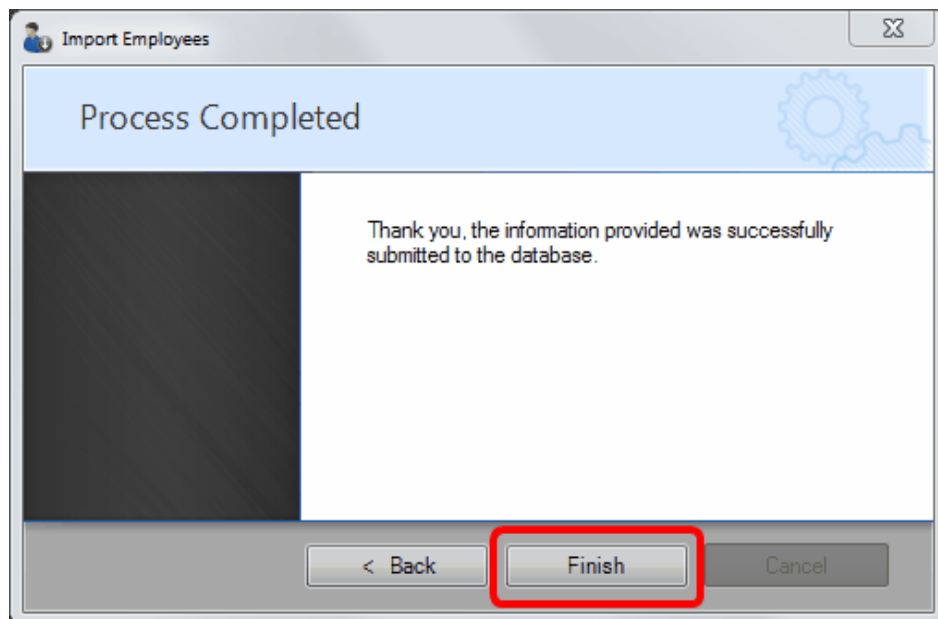 Import Employees
Process Completed
Thank you, the information provided was successfully
submitted to the database.
< Back
Finish
Cancel